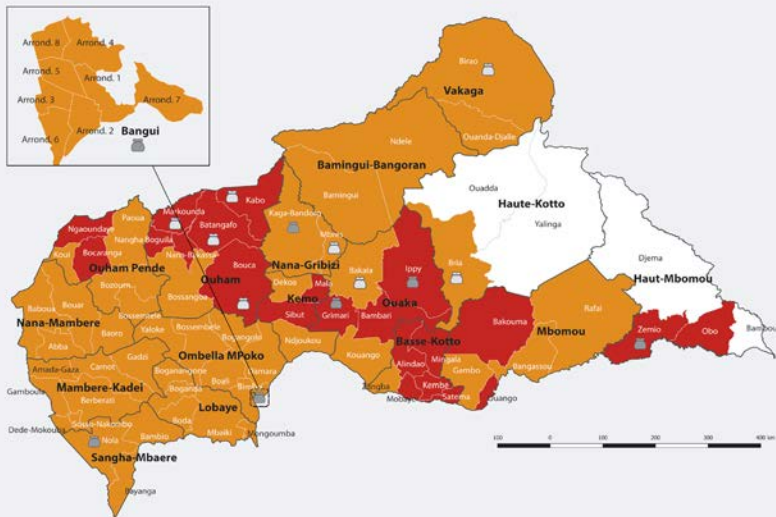 Arrond. 8
Arrond. 4
Arrond. 5
Arrond. 1
Arrond. 3
Arrond. 7
Arrond. 2
Arrond. 6
Bangui
Birao
Vakaga
Ouanda-Djalle
Ndele
Bamingui-Bangoran
Bamingui
Ouadda
Haute-Kotto
Yalinga
Djema
Haut-Mbomou
Markounda
Kabo
Batangafo
Kaga-Bandoro
Ngaoundaye
Paoua
Nangha
Boguila
Nana-Bakassa
Koui
Bocaranga
Ouham Pende
Bouca
Mbres
Nana-Gribizi
Bakala
Ippy
Bria
Bozoum
Ouham
Bossangoa
Dekoa
Mala
Kemo
Ouaka
Sibut
Grimari
Bambari
Bakouma
Rafai
Mbomou
Zemio
Obo
Bambou
Baboua
Bouar
Nana-Mambere
Bossemtele
Bossembele
Baoro
Yaloke
Abba
Bogangolo
Ndjoukou
Basse-Kotto
Kouango
Alindao
Mingala
Gambo
Bangassou
Ombella MPoko
Damara
Gadzi
Carnot
Amada-Gaza
Boganangone
Boali
Bimbo
Zangba
Mobaye
Kembe
Satema
Ouango
Mambere-Kadei
Gamboula
Berberati
Boganda
Lobaye
Sosso-Nakombo
Dede-Mokouba
Nola
Bambio
Boda
Mbaiki
Mongoumba
Sangha-Mbaere
Bayanga
100
0
100
200
300
400 km